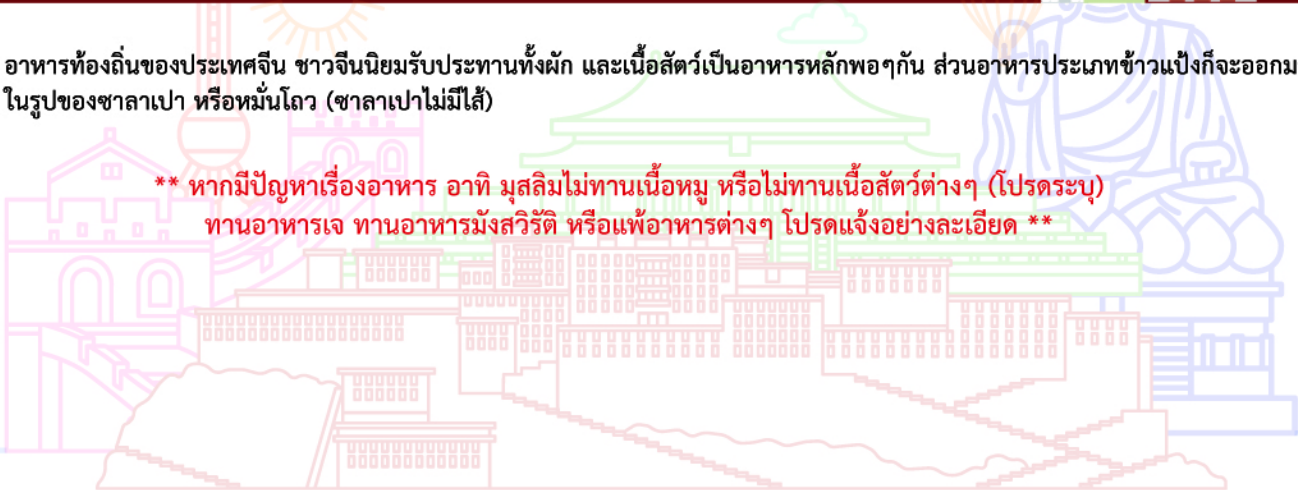 อาหารท้องถิ่นของประเทศจีน ชาวจีนนิยมรับประทานทั้งผัก และเนื้อสัตว์เป็นอาหารหลักพอๆกัน ส่วนอาหารประเภทข้าวแป้งก็จะออกม
ในรูปของซาลาเปา หรือหมั่นโถว (ซาลาเปาไม่มีไส้)
** หากมีปัญหาเรื่องอาหาร อาทิ มุสลิมไม่ทานเนื้อหมู หรือไม่ทานเนื้อสัตว์ต่างๆ (โปรดระบุ)
ทานอาหารเจ ทานอาหารมังสวิรัติ หรือแพ้อาหารต่างๆ โปรดแจ้งอย่างละเอียด **